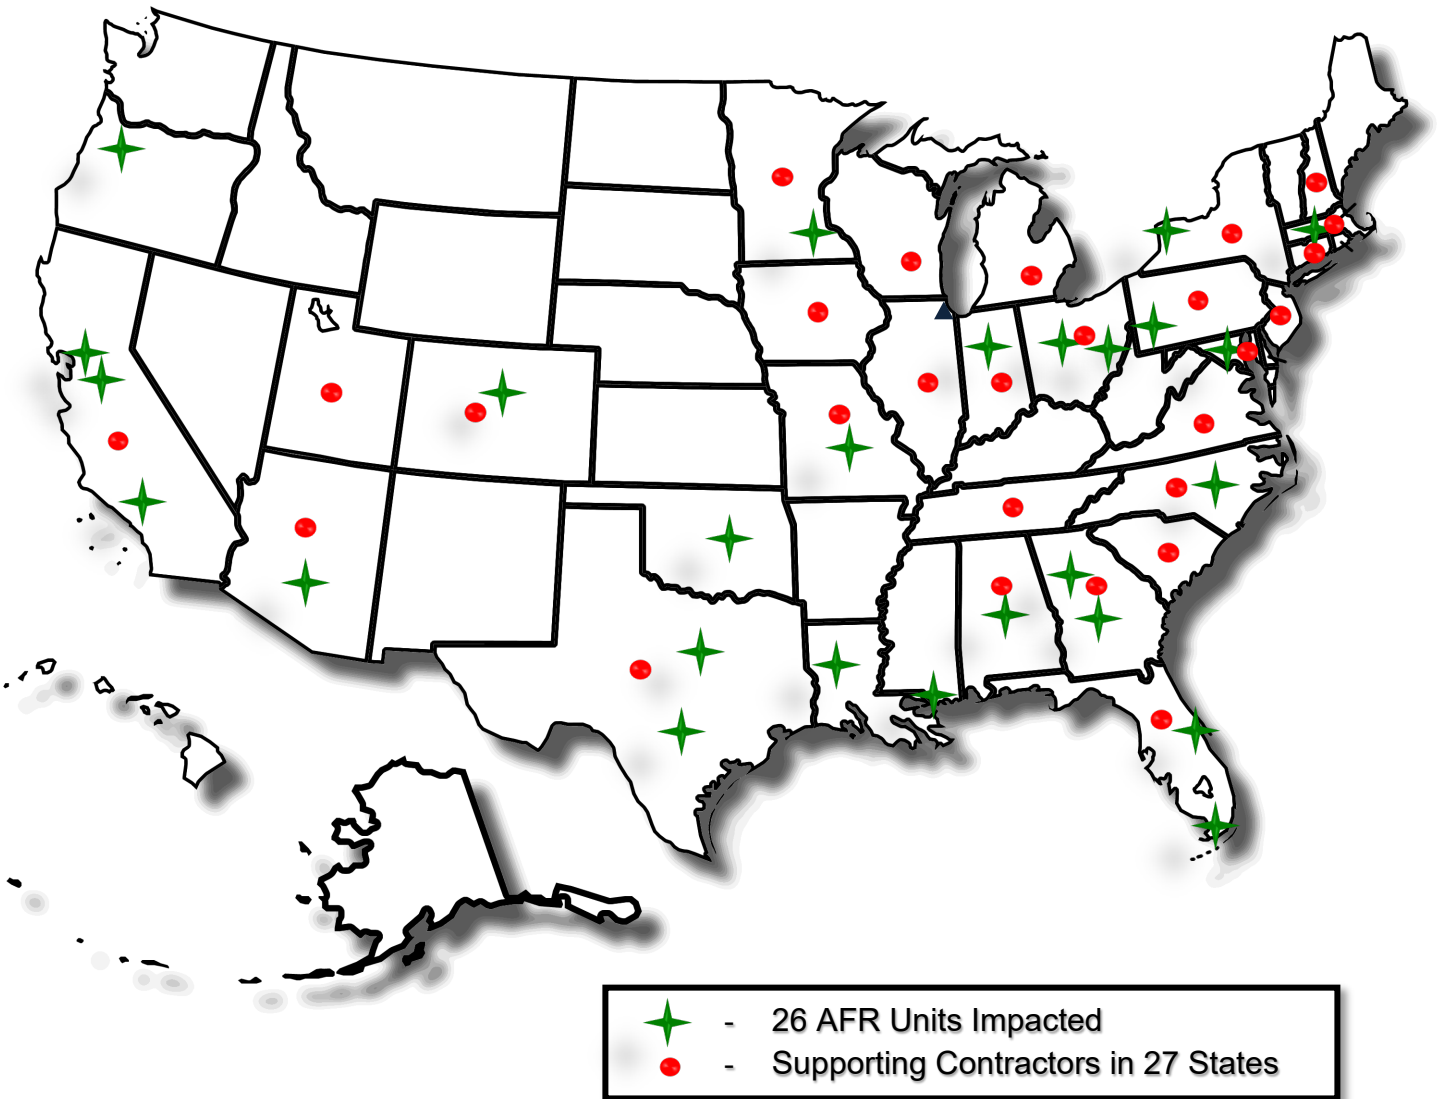 - 26 AFR Units Impacted
- Supporting Contractors in 27 States